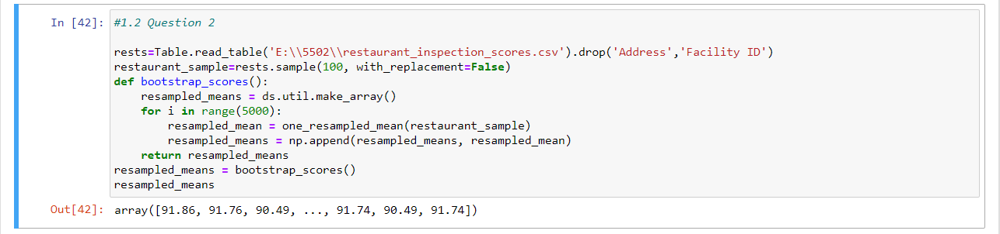 In [42]: #1.2 Question 2
rests=Table.read_table('E:\\5502\\restaurant_inspection_scores.csv').drop('Address','Facility ID')
restaurant_sample=rests.sample(100, with_replacement=False)
def bootstrap_scores():
    resampled_means = ds.util.make_array()
    for i in range(5000):
        resampled_mean = one_resampled_mean(restaurant_sample)
        resampled_means = np.append(resampled_means, resampled_mean)
    return resampled_means
resampled_means = bootstrap_scores()
resampled_means
Out[42]: array([91.86, 91.76, 90.49, ..., 91.74, 90.49, 91.74])